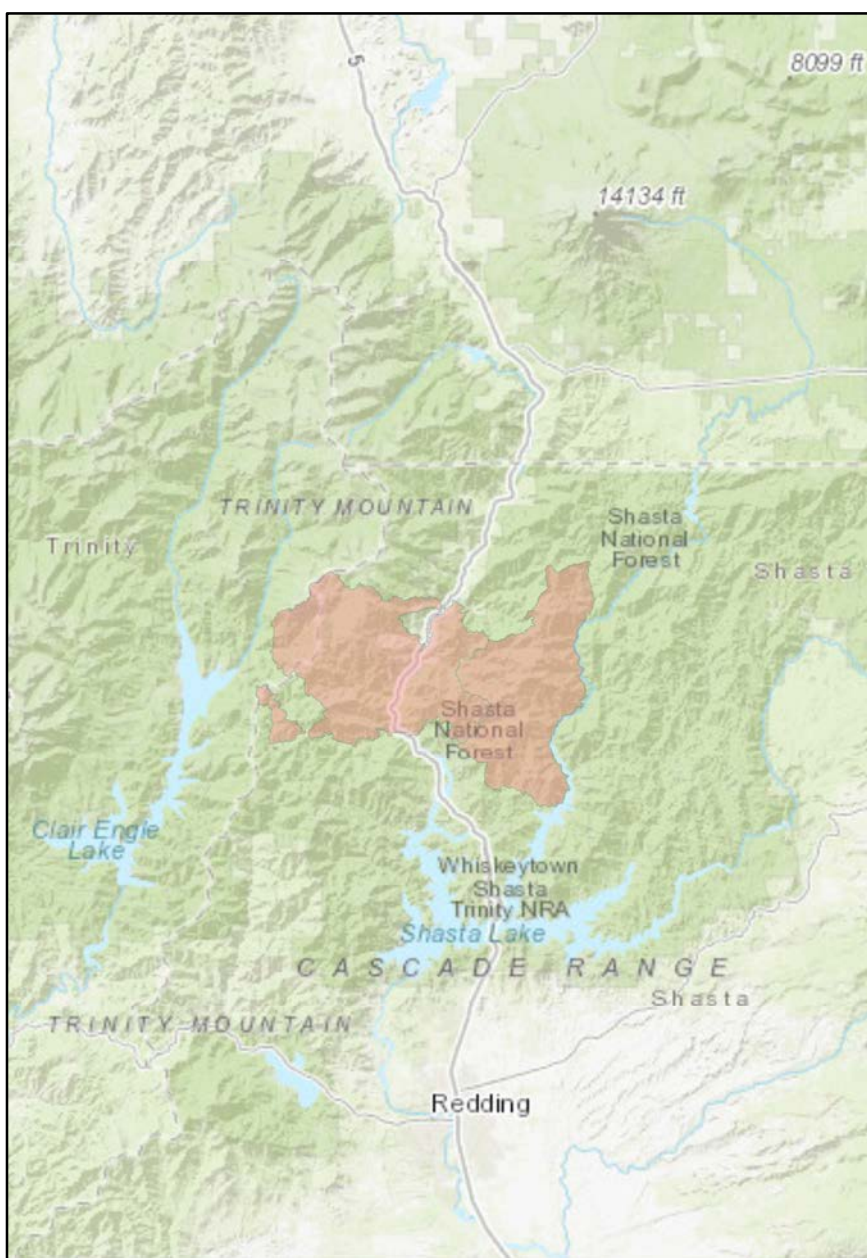 5
8099 ft
14134 ft
TRINITY MOUNTAIN
Trinity
Shasta
National
Forest
Shasta
Shasta
National
Forest
Clair Engle
Lake
Whiskeytown
Shasta
Trinity NRA
Shasta Lake
CASCADE RANGE
Shasta
TRINITY MOUNTAIN
Redding